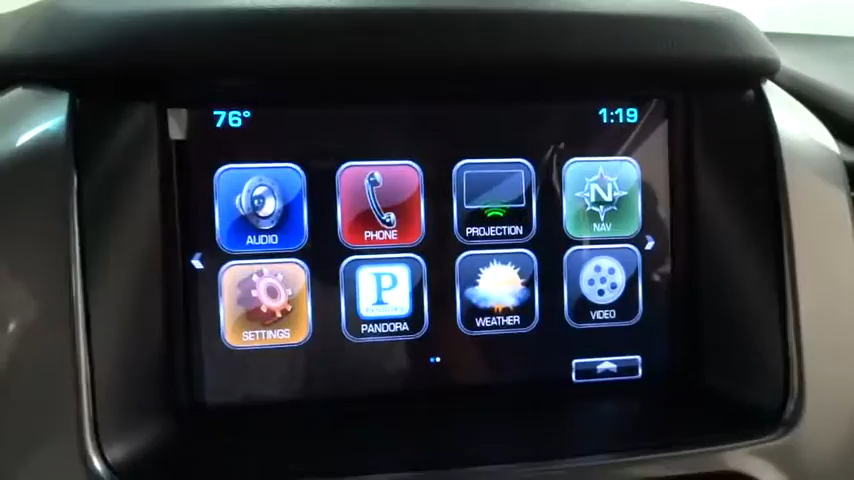 76° 1:19
AUDIO PHONE PROJECTION N NAV
SETTINGS P PANDORA WEATHER VIDEO